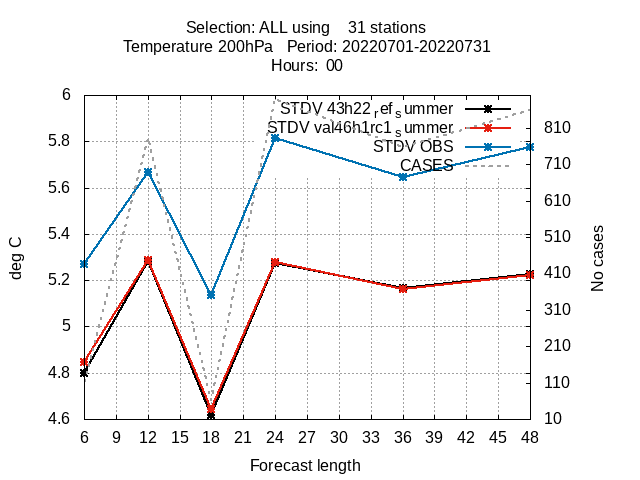 Selection: ALL using 31 stations
Temperature 200hPa Period: 20220701-20220731
Hours: 00
STDV 43h22_ref_summer
STDV val46h1rc1_summer
STDV OBS
CASES
6
5.8
5.6
5.4
5.2
5
4.8
4.6
deg C
810
710
610
510
410
310
210
110
10
No cases
6 9 12 15 18 21 24 27 30 33 36 39 42 45 48
Forecast length